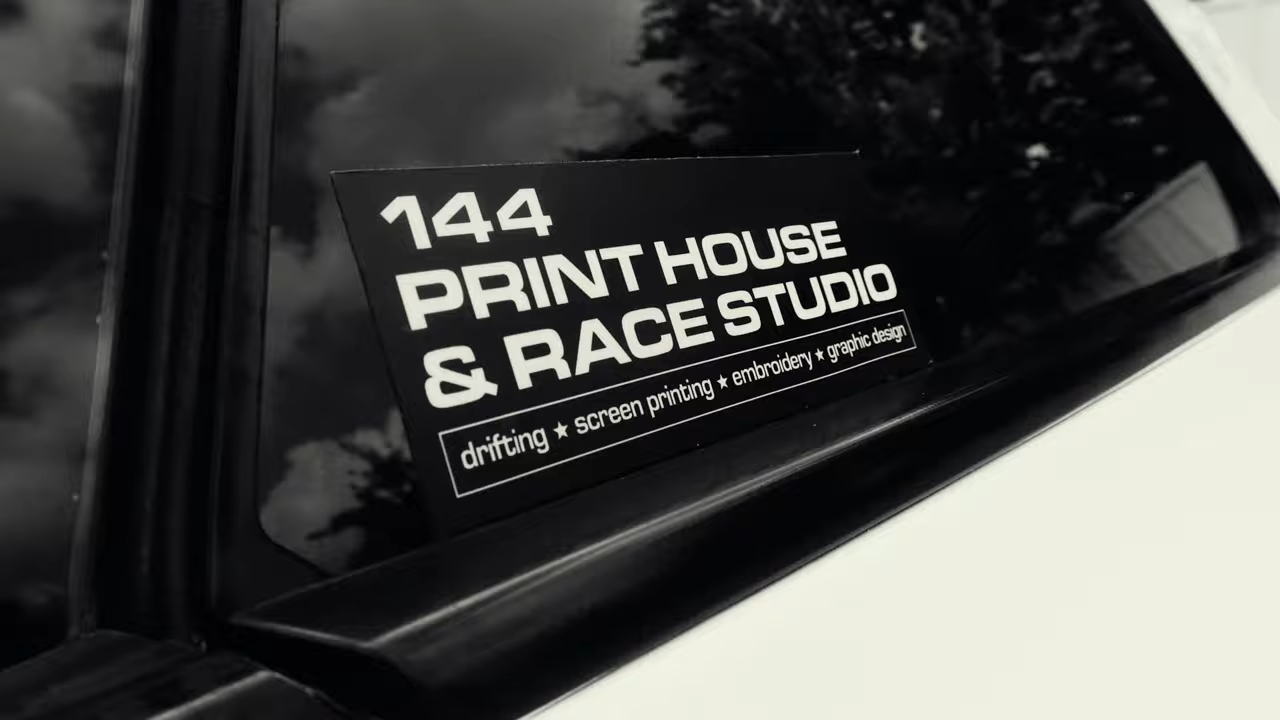 144
PRINT HOUSE
& RACE STUDIO
drifting ★ screen printing ★ embroidery ★ graphic design